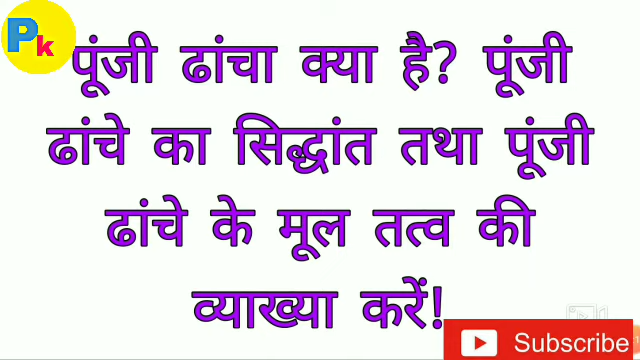 Pk
पूंजी ढांचा क्या है? पूंजी
ढांचे का सिद्धांत तथा पूंजी
ढांचे के मूल तत्व की
व्याख्या करें!
Subscribe